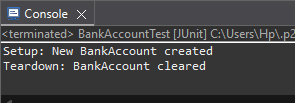 Console
<terminated> BankAccountTest [JUnit] C:\Users\Hp\.p2
Setup: New BankAccount created
Teardown: BankAccount cleared